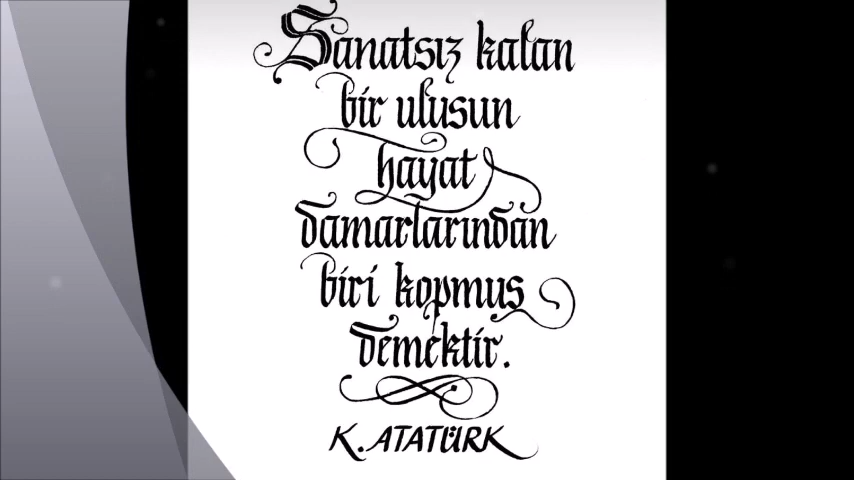 Sanatsız kalan
bir ulusun
hayat
damarlarından
biri kopmuş
demektir.
K. ATATÜRK